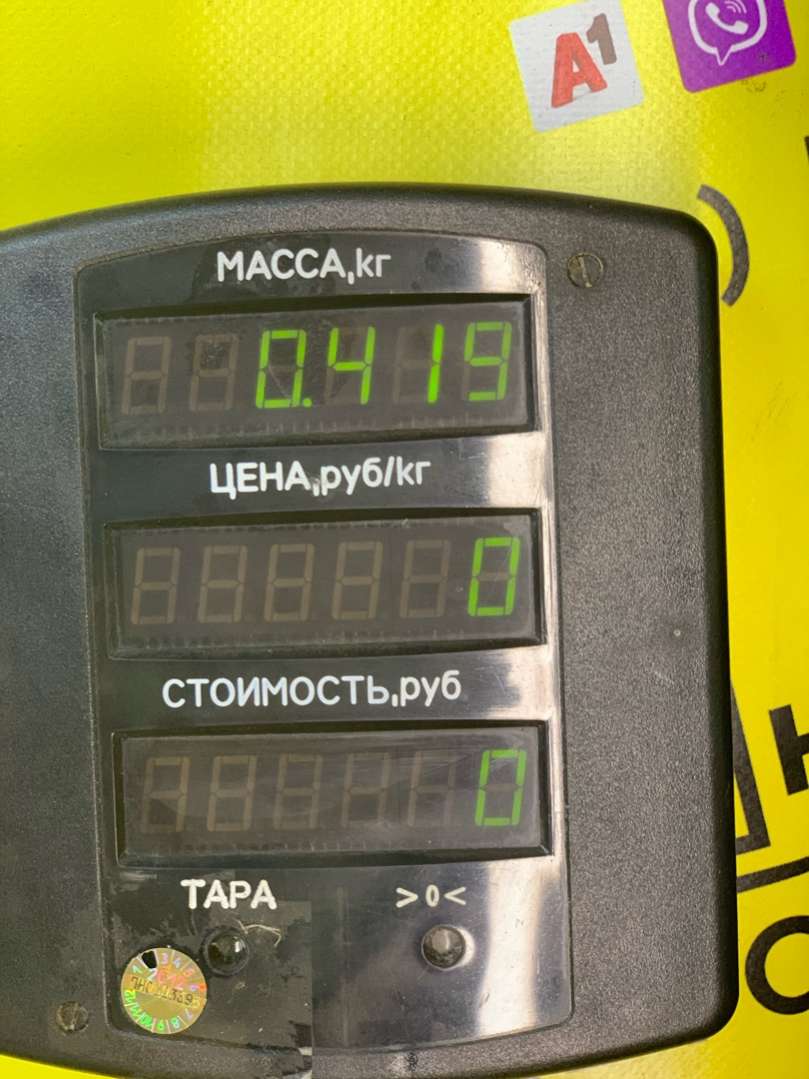 A1
МАССА,кг
0.419
ЦЕНА,руб/кг
0
СТОИМОСТЬ,руб
0
ТАРА >0<